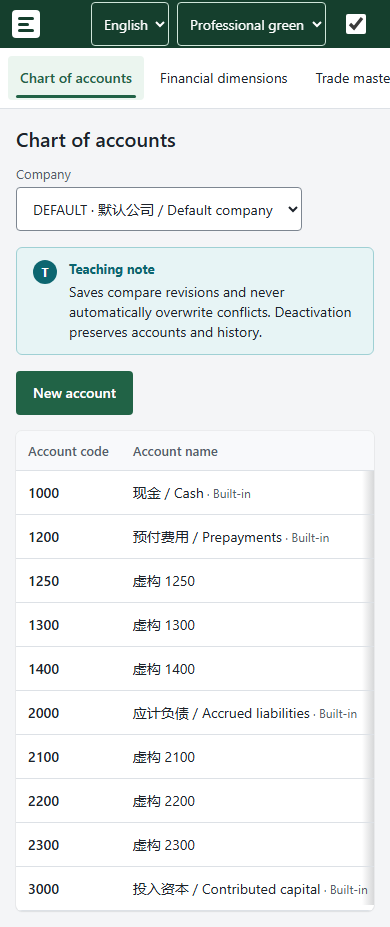 English
Professional green
Chart of accounts
Financial dimensions
Trade maste
Chart of accounts
Company
DEFAULT · 默认公司 / Default company
T
Teaching note
Saves compare revisions and never
automatically overwrite conflicts. Deactivation
preserves accounts and history.
New account
Account code Account name
1000 现金 / Cash · Built-in
1200 预付费用 / Prepayments · Built-in
1250 虚构 1250
1300 虚构 1300
1400 虚构 1400
2000 应计负债 / Accrued liabilities · Built-in
2100 虚构 2100
2200 虚构 2200
2300 虚构 2300
3000 投入资本 / Contributed capital · Built-in